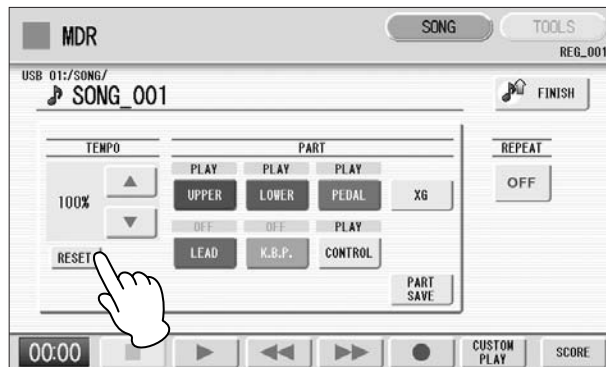 MDR
SONG
TOOLS
REG_001
USB 01:/SONG/
SONG_001
FINISH
TEMPO
PART
REPEAT
PLAY PLAY PLAY
100%
UPPER LOWER PEDAL XG
OFF
OFF OFF PLAY
RESET
LEAD K.B.P. CONTROL
PART
SAVE
00:00
CUSTOM
PLAY
SCORE